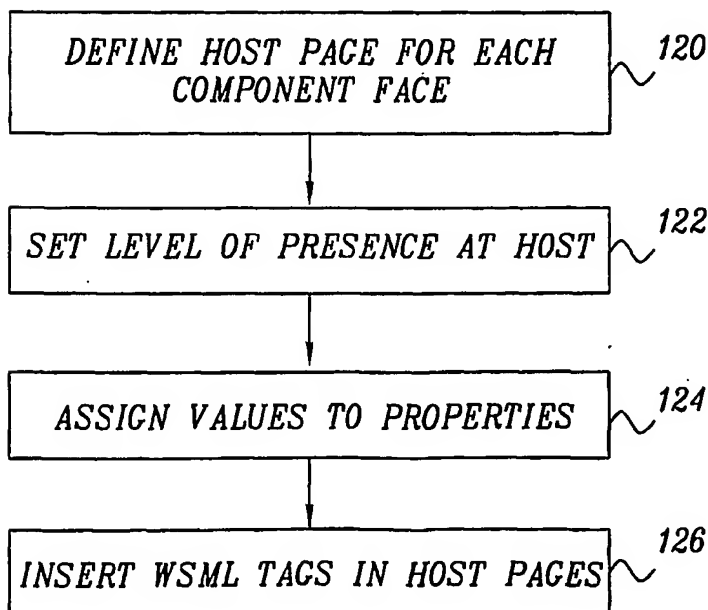 DEFINE HOST PAGE FOR EACH
COMPONENT FACE
120
SET LEVEL OF PRESENCE AT HOST
122
ASSIGN VALUES TO PROPERTIES
124
INSERT WSML TAGS IN HOST PAGES
126